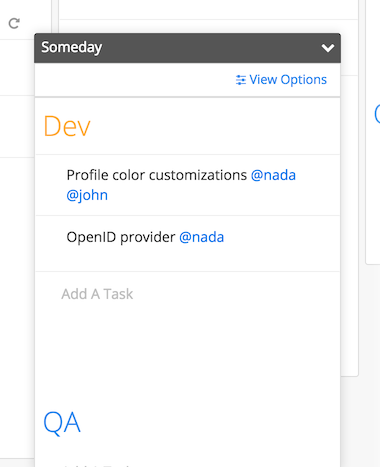 Someday
View Options
Dev
Profile color customizations @nada
@john
OpenID provider @nada
Add A Task
QA